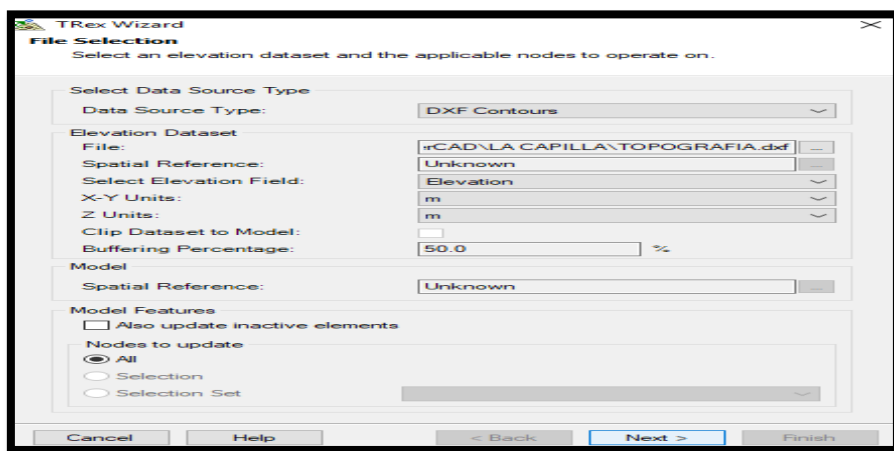 TRex Wizard
File Selection
Select an elevation dataset and the applicable nodes to operate on.
Select Data Source Type
Data Source Type: DXF Contours
Elevation Dataset
File: rCAD\LA CAPILLA\TOPOGRAFIA.dxf ...
Spatial Reference: Unknown ...
Select Elevation Field: Elevation
X-Y Units: m
Z Units: m
Clip Dataset to Model:
Buffering Percentage: 50.0 %
Model
Spatial Reference: Unknown ...
Model Features
Also update inactive elements
Nodes to update
All
Selection
Selection Set
Cancel Help < Back Next > Finish